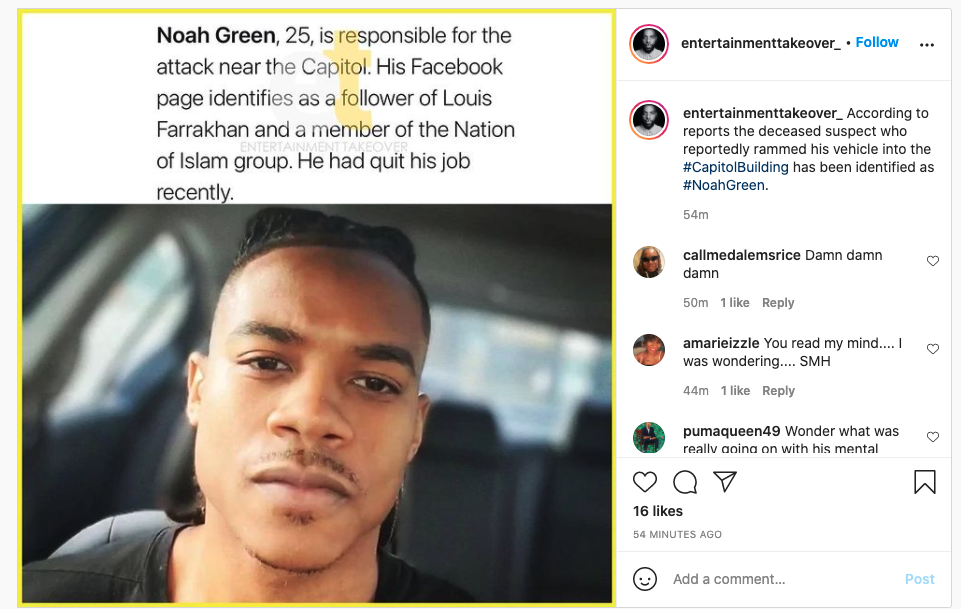 Noah Green, 25, is responsible for the
attack near the Capitol. His Facebook
page identifies as a follower of Louis
Farrakhan and a member of the Nation
of Islam group. He had quit his job
recently.
et
ENTERTAINMENT TAKEOVER
entertainmenttakeover_ • Follow
...
entertainmenttakeover_ According to
reports the deceased suspect who
reportedly rammed his vehicle into the
#CapitolBuilding has been identified as
#NoahGreen.
54m
callmedalemsrice Damn damn
damn
50m 1 like Reply
amarieizzle You read my mind.... I
was wondering.... SMH
44m 1 like Reply
pumaqueen49 Wonder what was
really going on with his mental
16 likes
54 MINUTES AGO
Add a comment... Post